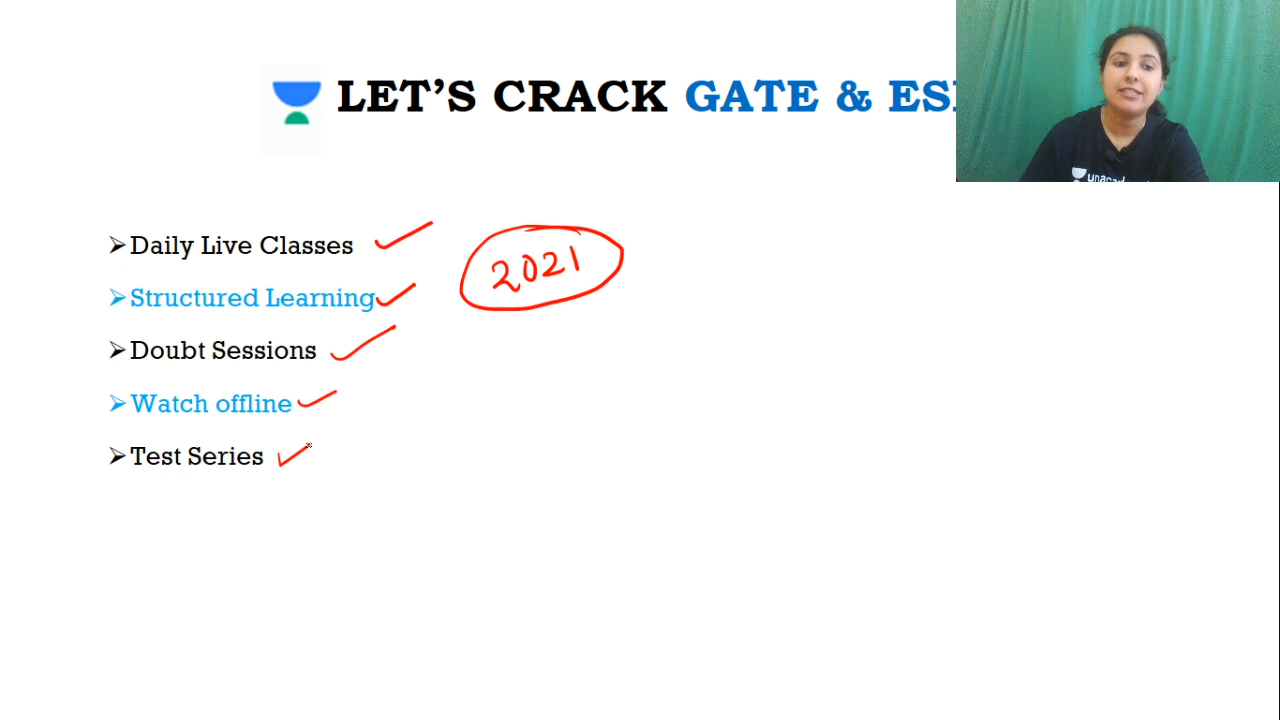 LET'S CRACK GATE & ES
Daily Live Classes
2021
Structured Learning
Doubt Sessions
Watch offline
Test Series